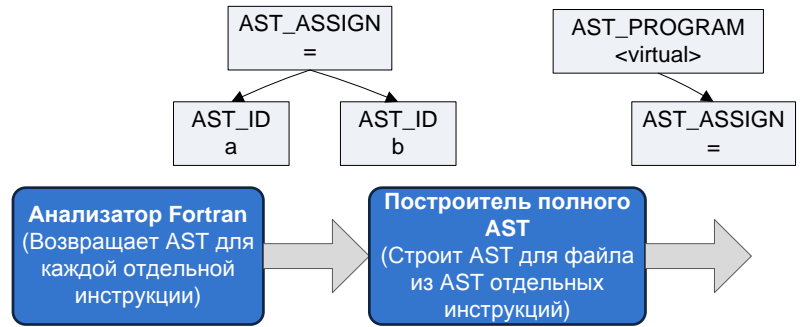 AST_ASSIGN
=
AST_PROGRAM
<virtual>
AST_ID
a
AST_ID
b
AST_ASSIGN
=
Анализатор Fortran
(Возвращает AST для
каждой отдельной
инструкции)
Построитель полного
AST
(Строит AST для файла
из AST отдельных
инструкций)